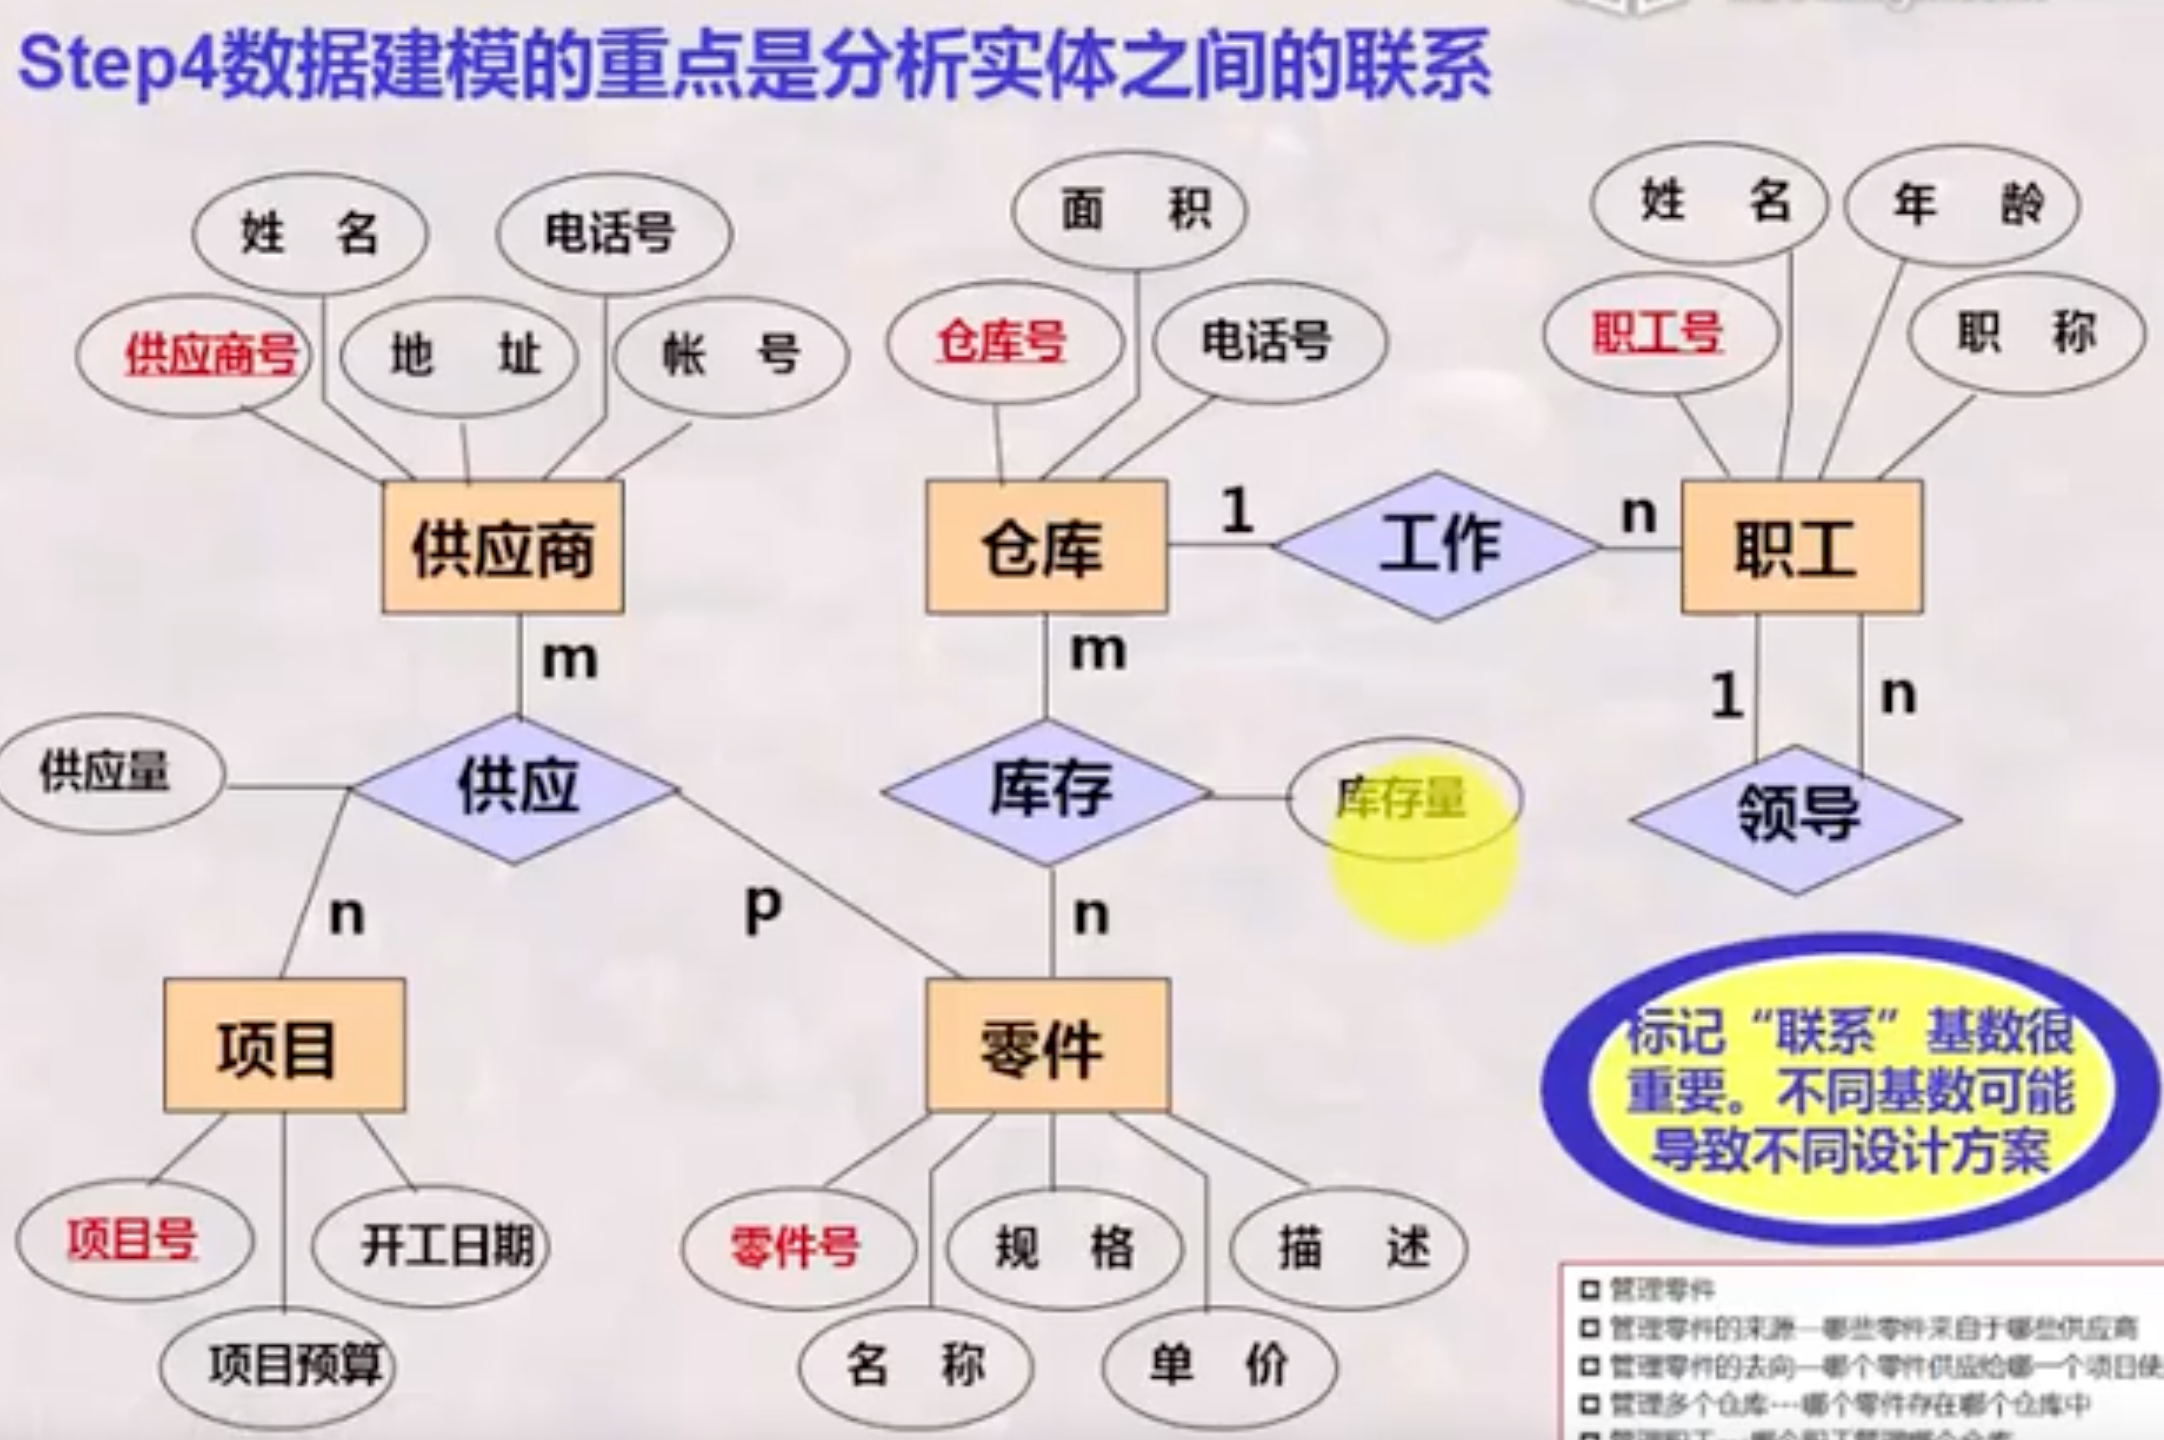 Step4数据建模的重点是分析实体之间的联系
姓 名
电话号
供应商号
地 址
帐 号
面 积
仓库号
电话号
姓 名
年 龄
职工号
职 称
供应商
仓库
1
工作
n
职工
m
m
1
n
供应量
供应
库存
库存量
领导
n
p
n
项目
零件
标记“联系”基数很
重要。不同基数可能
导致不同设计方案
项目号
开工日期
项目预算
零件号
规 格
描 述
名 称
单 价
管理零件
管理零件的来源—哪些零件来自于哪些供应商
管理零件的去向—哪个零件供应给哪一个项目使
管理多个仓库…哪个零件存在哪个仓库中